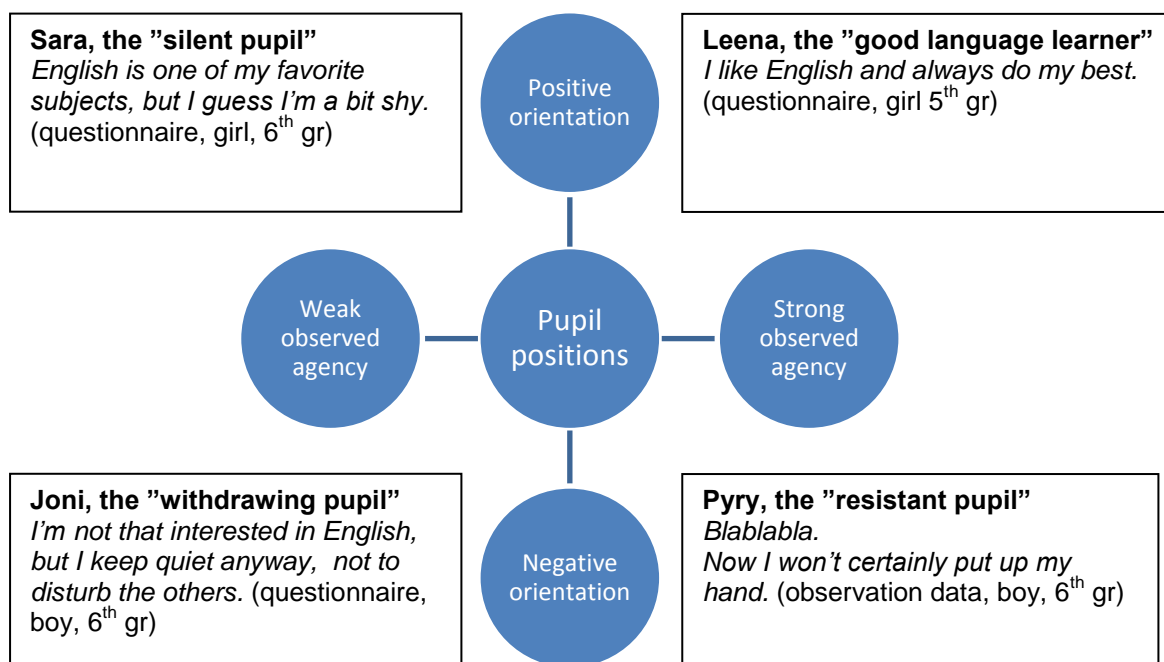 Sara, the ”silent pupil”
English is one of my favorite
subjects, but I guess I’m a bit shy.
(questionnaire, girl, 6th gr)
Positive
orientation
Leena, the ”good language learner”
I like English and always do my best.
(questionnaire, girl 5th gr)
Weak
observed
agency
Pupil
positions
Strong
observed
agency
Joni, the ”withdrawing pupil”
I’m not that interested in English,
but I keep quiet anyway, not to
disturb the others. (questionnaire,
boy, 6th gr)
Negative
orientation
Pyry, the ”resistant pupil”
Blablabla.
Now I won’t certainly put up my
hand. (observation data, boy, 6th gr)